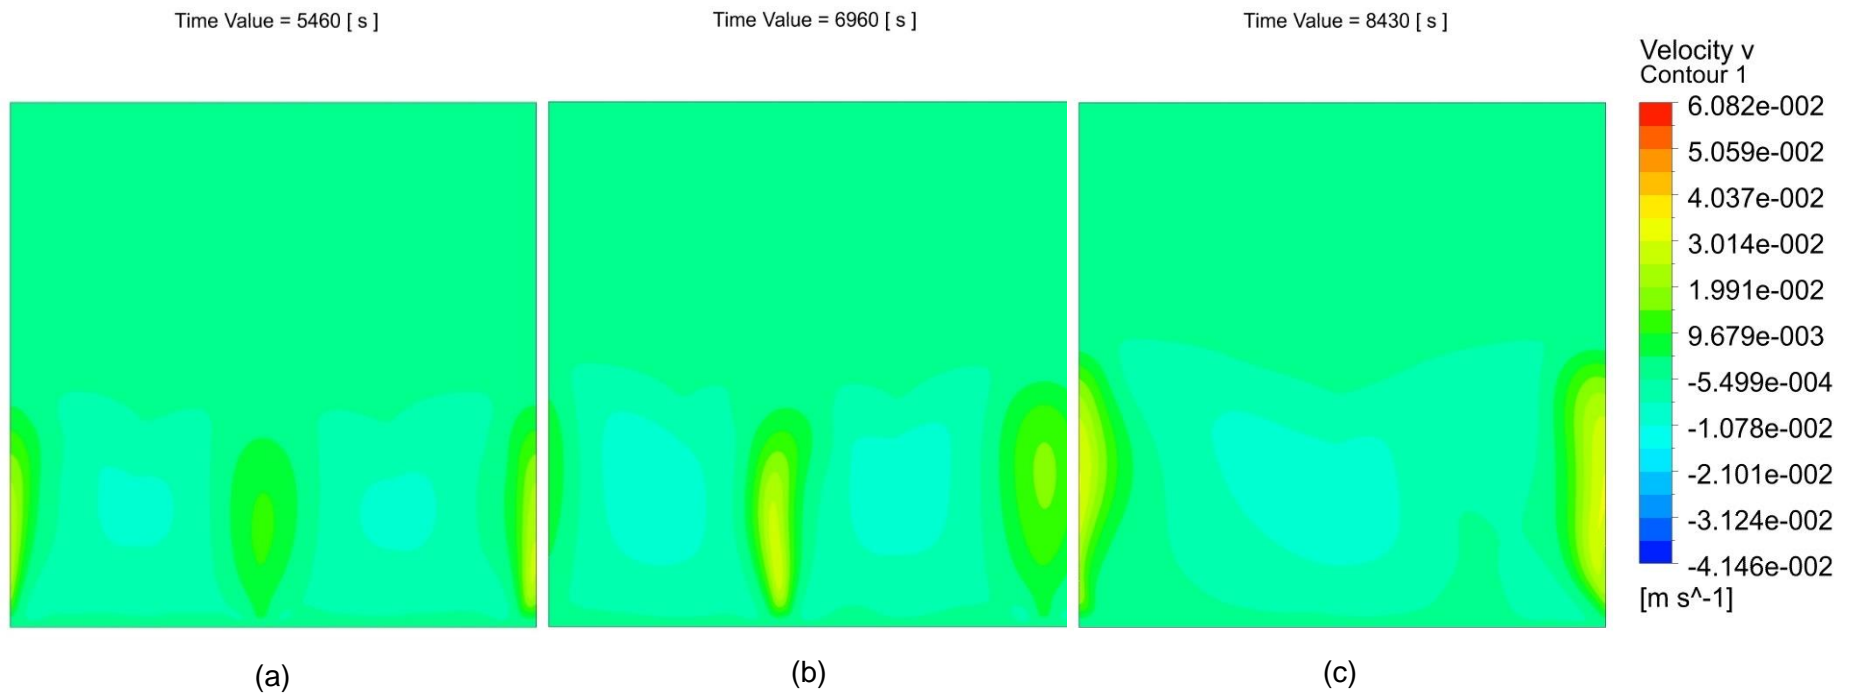 Time Value = 5460 [ s ]
Time Value = 6960 [ s ]
Time Value = 8430 [ s ]
Velocity v
Contour 1
6.082e-002
5.059e-002
4.037e-002
3.014e-002
1.991e-002
9.679e-003
-5.499e-004
-1.078e-002
-2.101e-002
-3.124e-002
-4.146e-002
[m s^-1]
(a)
(b)
(c)